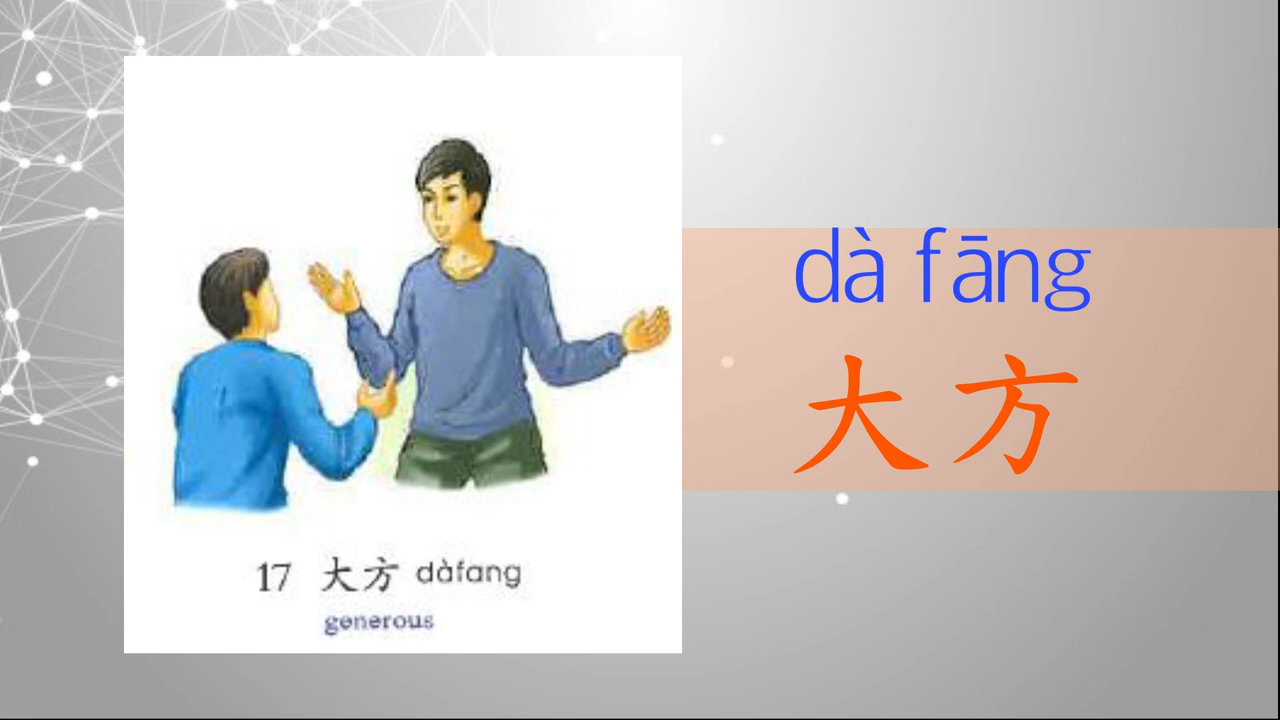 17 大方 dàfang
generous
dà fāng
大方